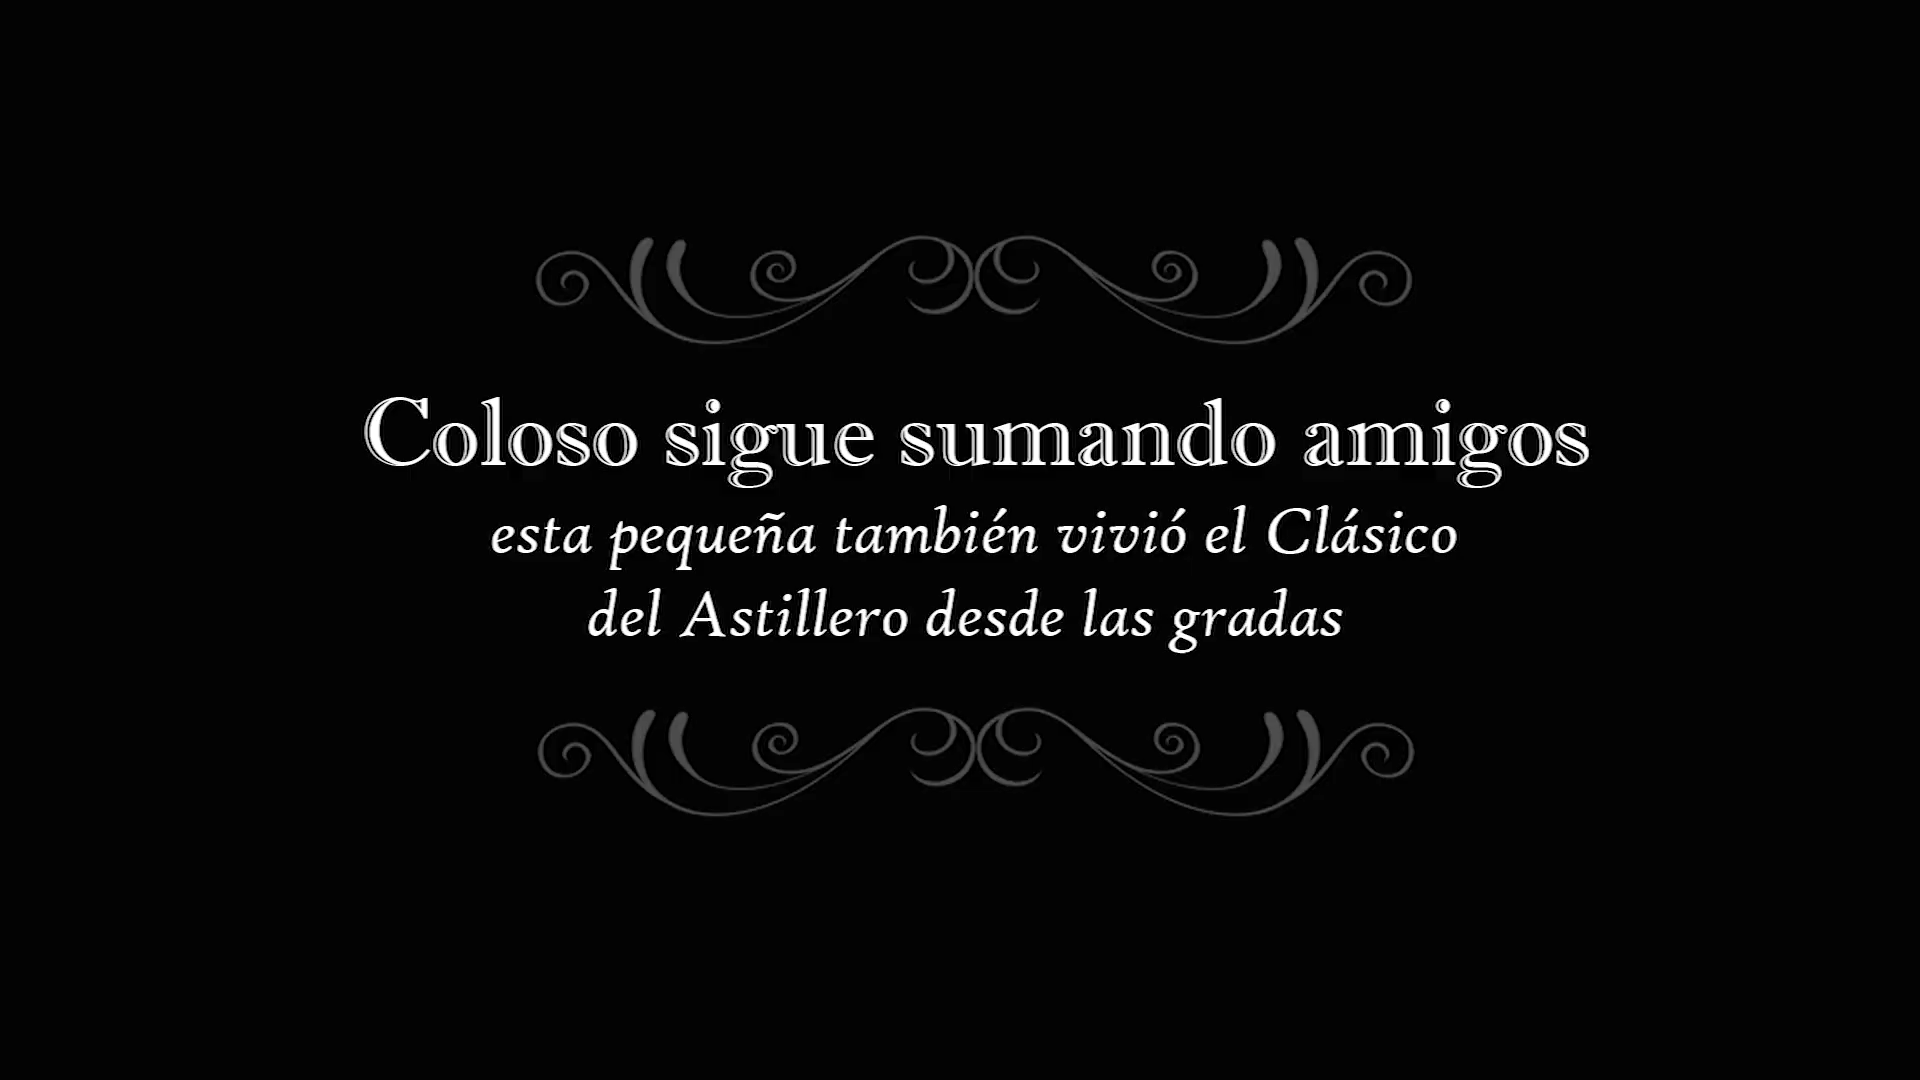 Coloso sigue sumando amigos
esta pequeña también vivió el Clásico
del Astillero desde las gradas